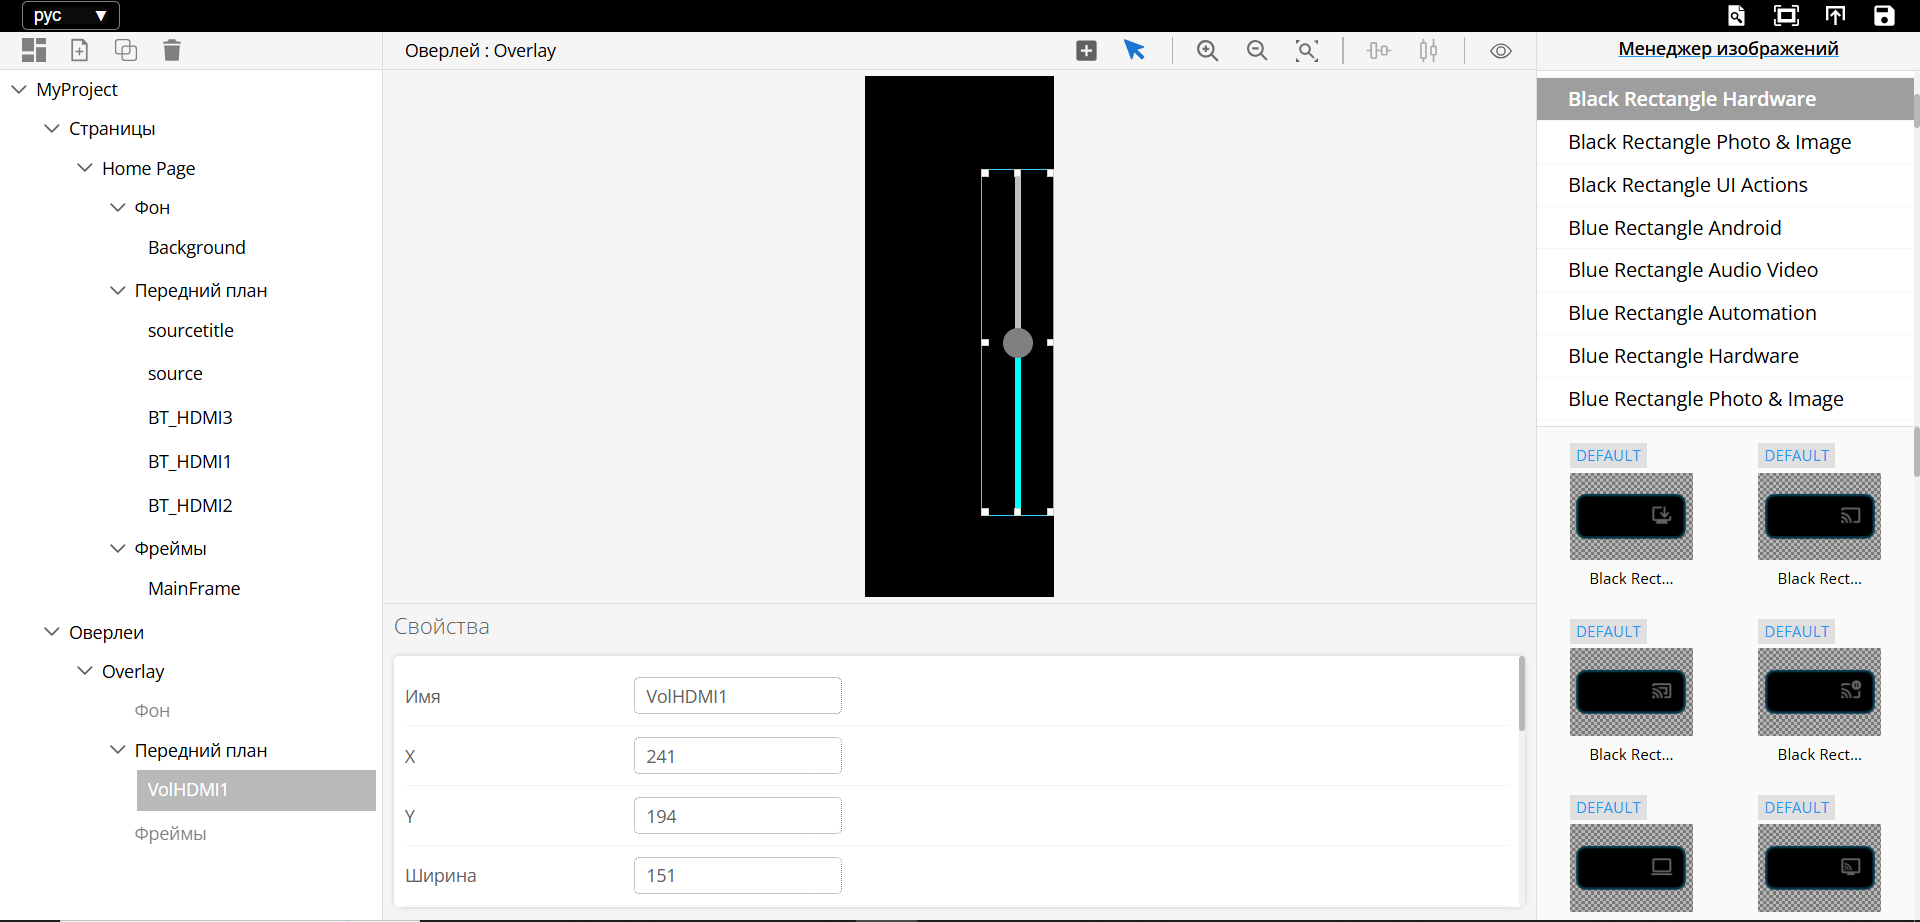 рус ▼
Оверлей : Overlay
Менеджер изображений
MyProject
Страницы
Home Page
Фон
Background
Передний план
sourcetitle
source
BT_HDMI3
BT_HDMI1
BT_HDMI2
Фреймы
MainFrame
Оверлеи
Overlay
Фон
Передний план
VolHDMI1
Фреймы
Свойства
Имя VolHDMI1
X 241
Y 194
Ширина 151
Black Rectangle Hardware
Black Rectangle Photo & Image
Black Rectangle UI Actions
Blue Rectangle Android
Blue Rectangle Audio Video
Blue Rectangle Automation
Blue Rectangle Hardware
Blue Rectangle Photo & Image
DEFAULT DEFAULT
Black Rect... Black Rect...
DEFAULT DEFAULT
Black Rect... Black Rect...
DEFAULT DEFAULT